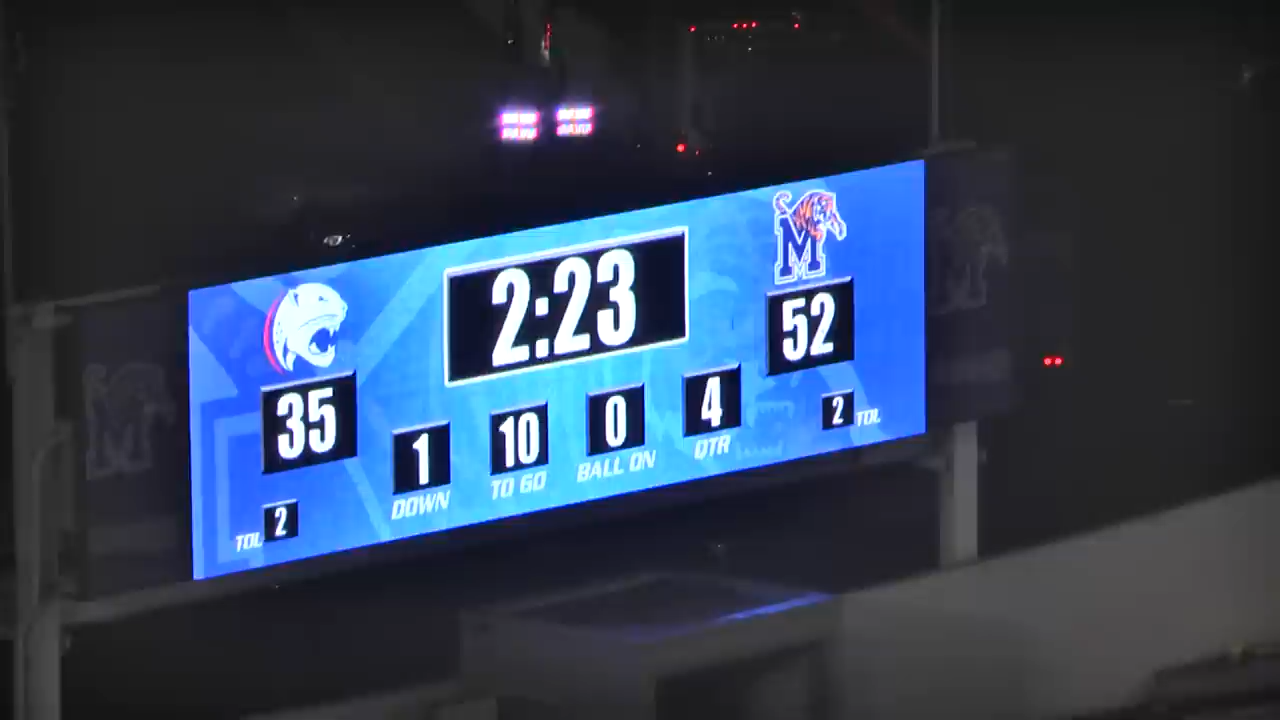 2:23
M
35
52
1
DOWN
10
TO GO
0
BALL ON
4
QTR
TOL 2
2 TOL